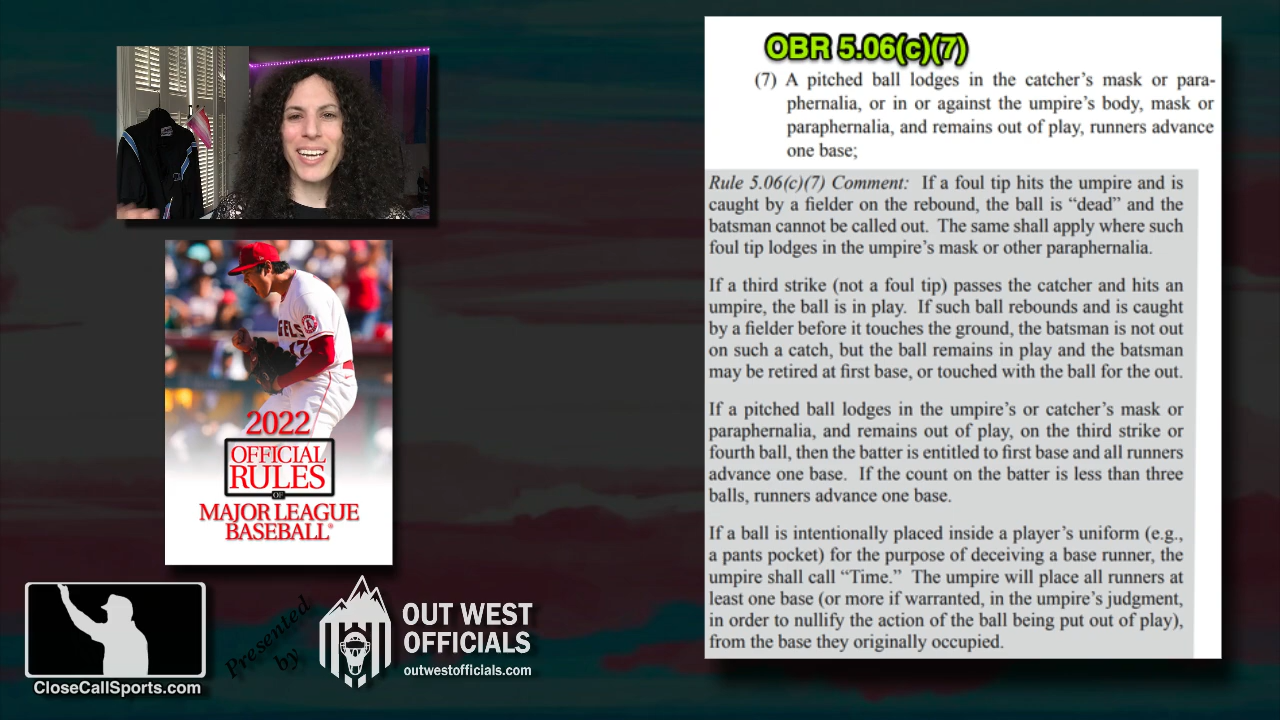 OBR 5.06(c)(7)
(7) A pitched ball lodges in the catcher's mask or para-
phernalia, or in or against the umpire's body, mask or
paraphernalia, and remains out of play, runners advance
one base;
Rule 5.06(c)(7) Comment: If a foul tip hits the umpire and is
caught by a fielder on the rebound, the ball is “dead” and the
batsman cannot be called out. The same shall apply where such
foul tip lodges in the umpire's mask or other paraphernalia.
If a third strike (not a foul tip) passes the catcher and hits an
umpire, the ball is in play. If such ball rebounds and is caught
by a fielder before it touches the ground, the batsman is not out
on such a catch, but the ball remains in play and the batsman
may be retired at first base, or touched with the ball for the out.
If a pitched ball lodges in the umpire's or catcher's mask or
paraphernalia, and remains out of play, on the third strike or
fourth ball, then the batter is entitled to first base and all runners
advance one base. If the count on the batter is less than three
balls, runners advance one base.
If a ball is intentionally placed inside a player's uniform (e.g.,
a pants pocket) for the purpose of deceiving a base runner, the
umpire shall call “Time.” The umpire will place all runners at
least one base (or more if warranted, in the umpire's judgment,
in order to nullify the action of the ball being put out of play),
from the base they originally occupied.
2022
OFFICIAL
RULES
OF
MAJOR LEAGUE
BASEBALL®
CloseCallSports.com
Presented
by
OUT WEST
OFFICIALS
outwestofficials.com